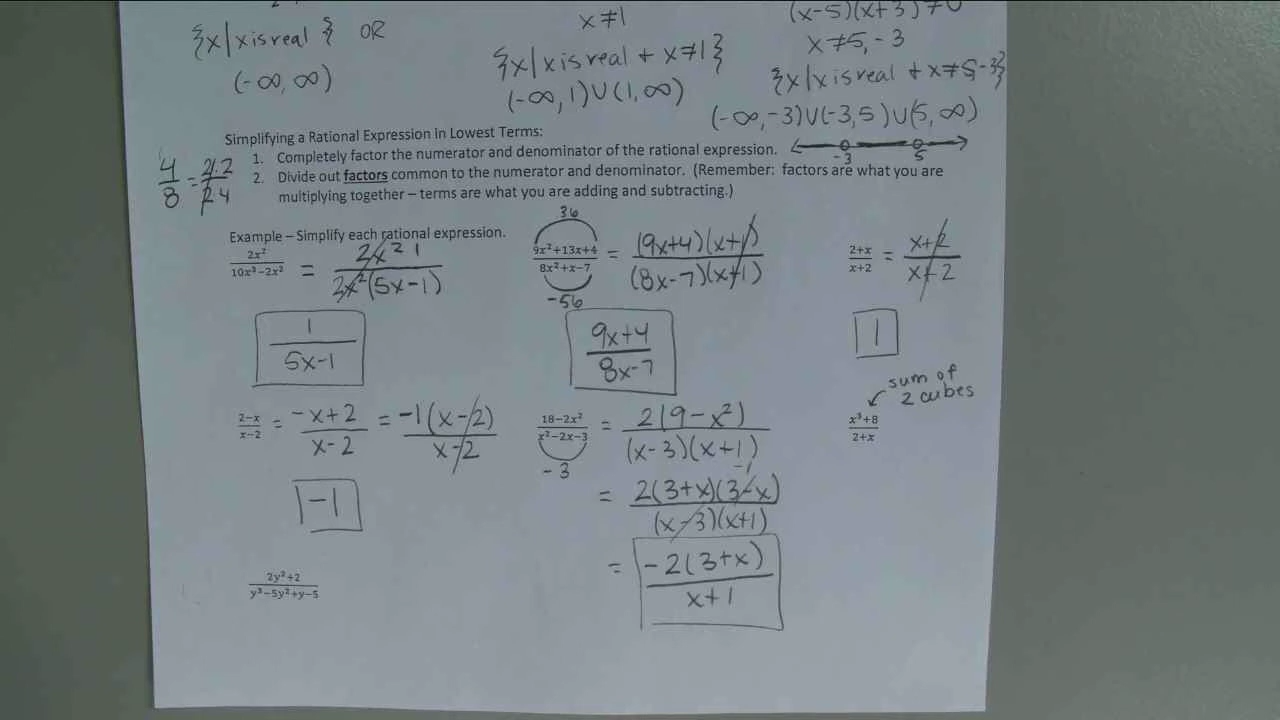 {x|x is real} OR
(-∞, ∞)
x≠1
{x|x is real + x≠1}
(-∞, 1)∪(1, ∞)
(x-5)(x+3)≠0
x≠5, -3
{x|x is real + x≠5, -3}
(-∞, -3)∪(-3, 5)∪(5, ∞)
-3 5
Simplifying a Rational Expression in Lowest Terms:
1. Completely factor the numerator and denominator of the rational expression.
2. Divide out factors common to the numerator and denominator. (Remember: factors are what you are
multiplying together – terms are what you are adding and subtracting.)
4/8 = 2·2/2·4
Example – Simplify each rational expression.
2x²/10x³−2x² = 2x² 1/2x²(5x-1)
1/5x-1
36
9x²+13x+4/8x²+x−7 = (9x+4)(x+1)/(8x-7)(x+1)
-56
9x+4/8x-7
2+x/x+2 = x+2/x+2
1
2−x/x−2 = -x+2/x-2 = -1(x-2)/x-2
-1
18−2x²/x²−2x−3 = 2(9-x²)/(x-3)(x+1)
-3
= 2(3+x)(3-x)/(x-3)(x+1)
-1
= -2(3+x)/x+1
sum of
2 cubes
x³+8/2+x
2y²+2/y³−5y²+y−5